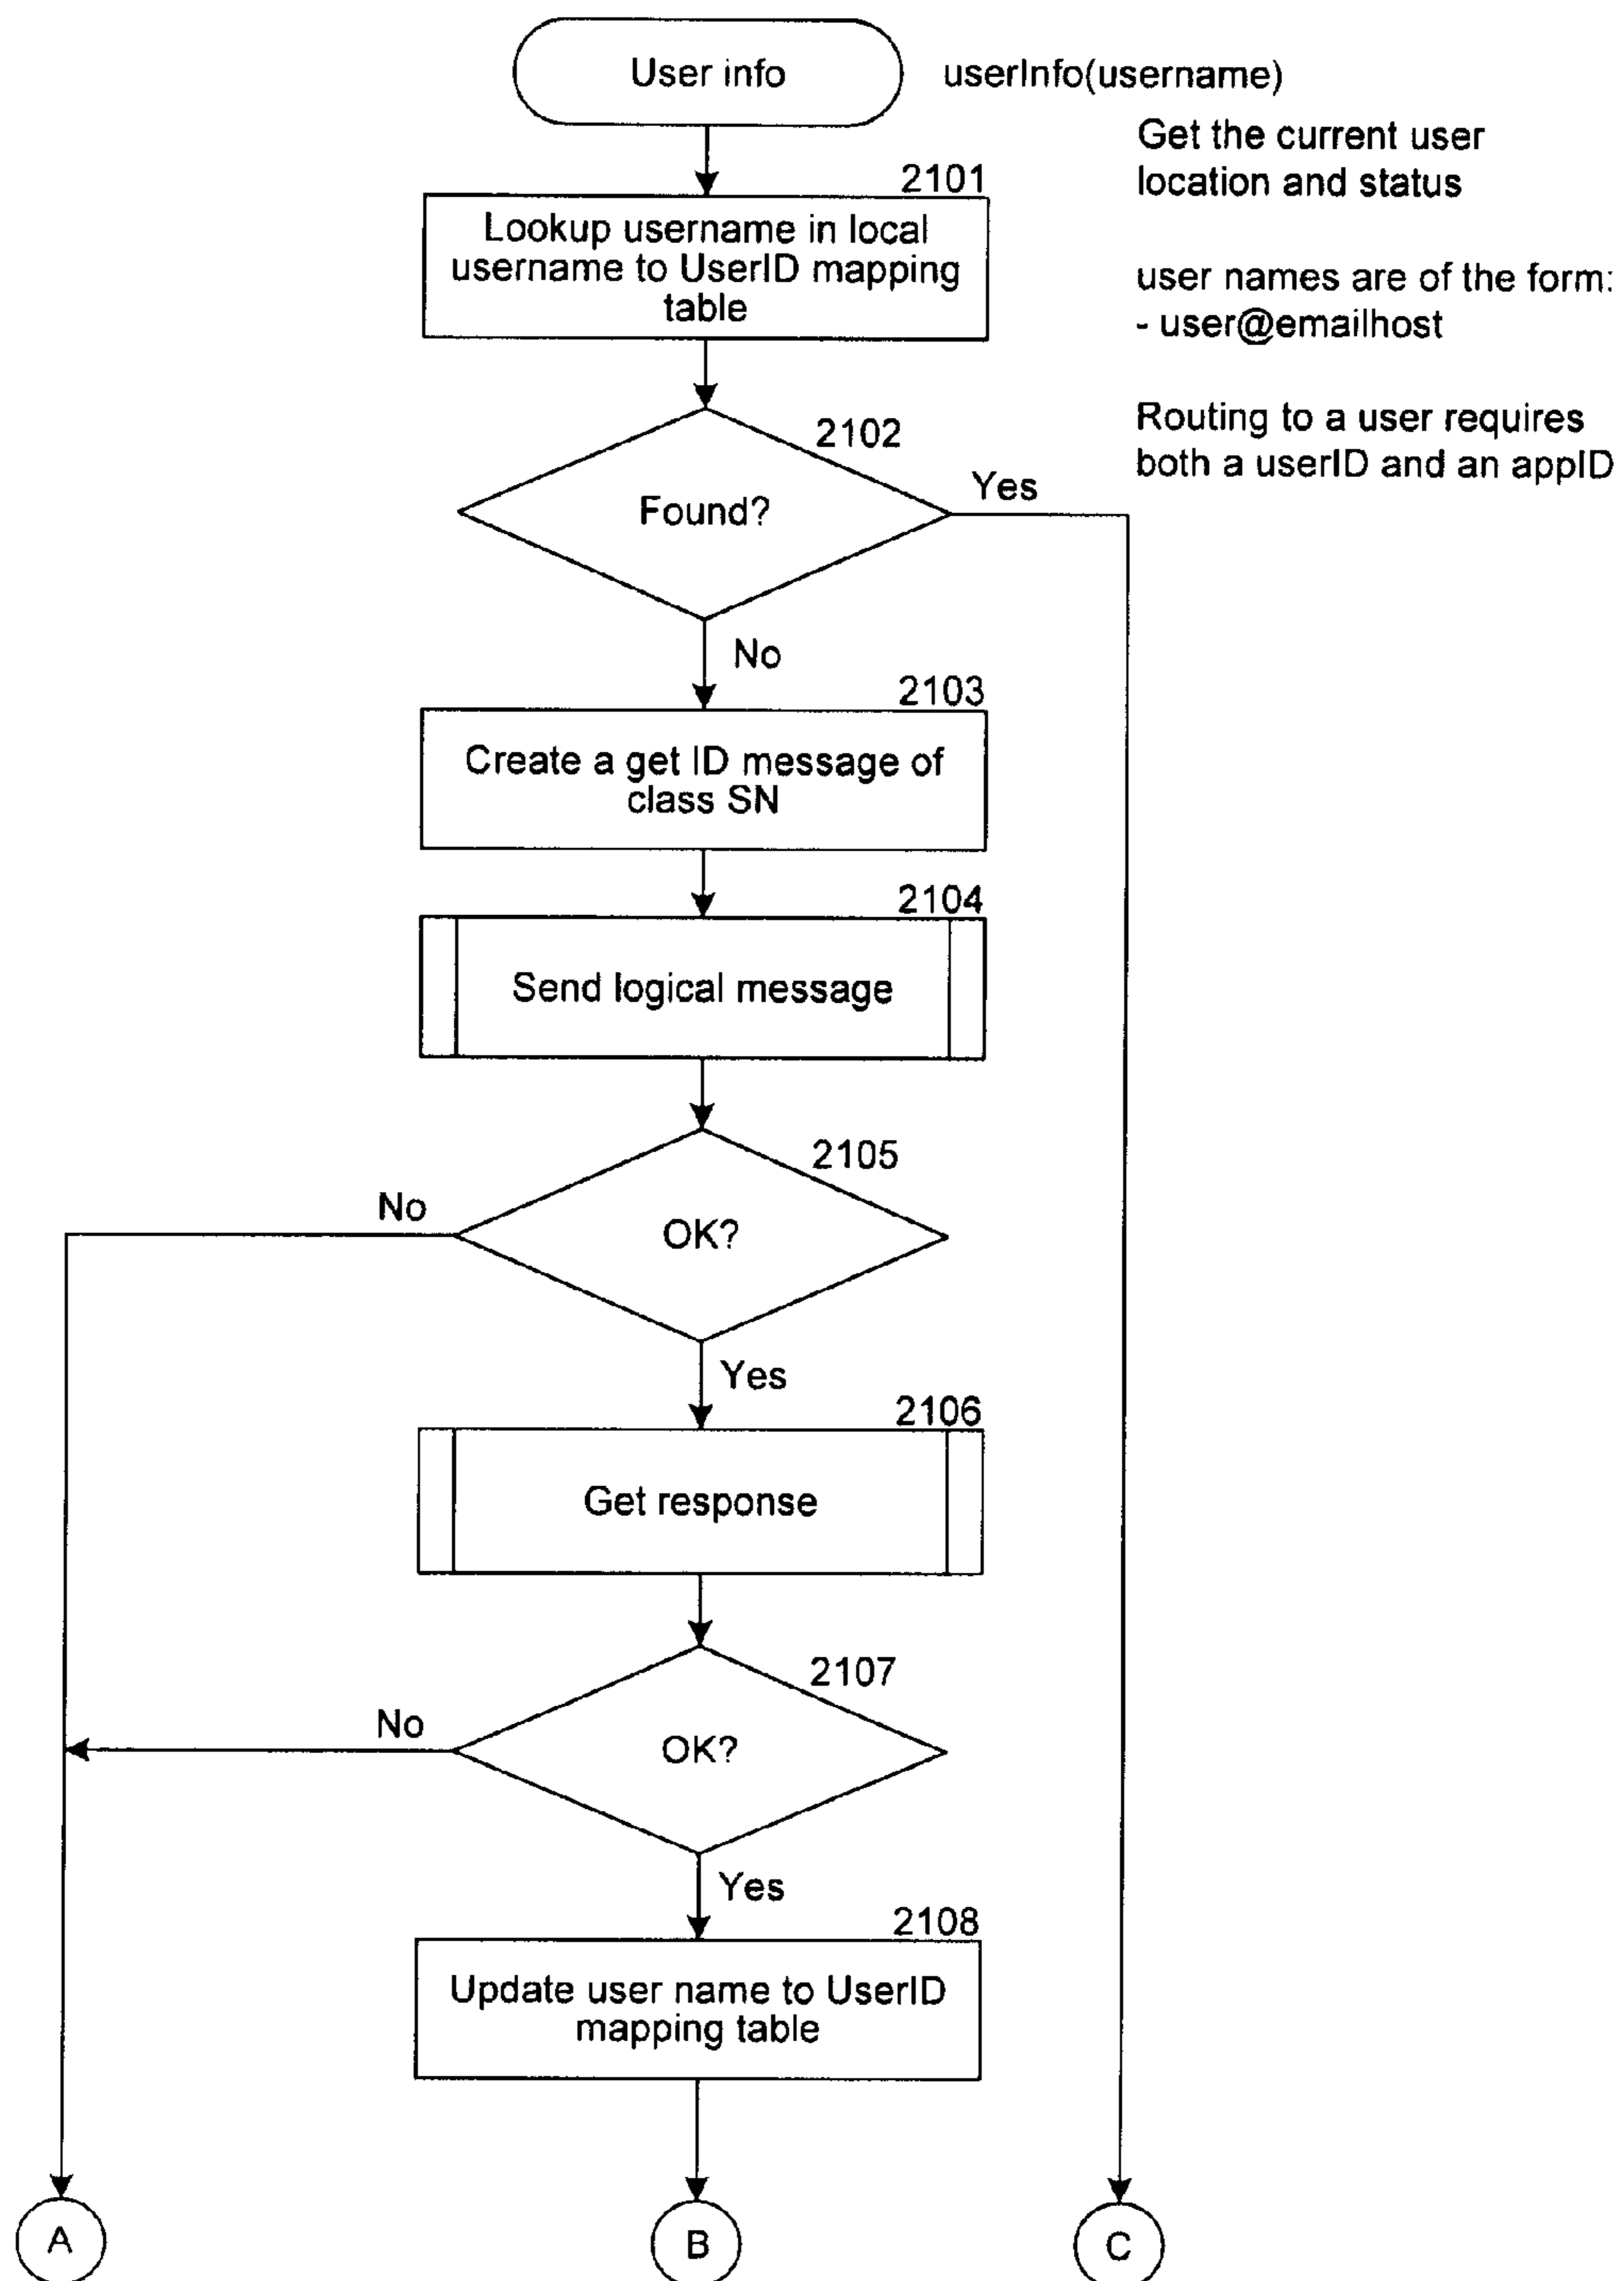 User info
userInfo(username)
Get the current user
location and status
user names are of the form:
- user@emailhost
Routing to a user requires
both a userID and an appID
2101
Lookup username in local
username to UserID mapping
table
2102
Found?
Yes
No
2103
Create a get ID message of
class SN
2104
Send logical message
2105
No
OK?
Yes
2106
Get response
2107
No
OK?
Yes
2108
Update user name to UserID
mapping table
A
B
C